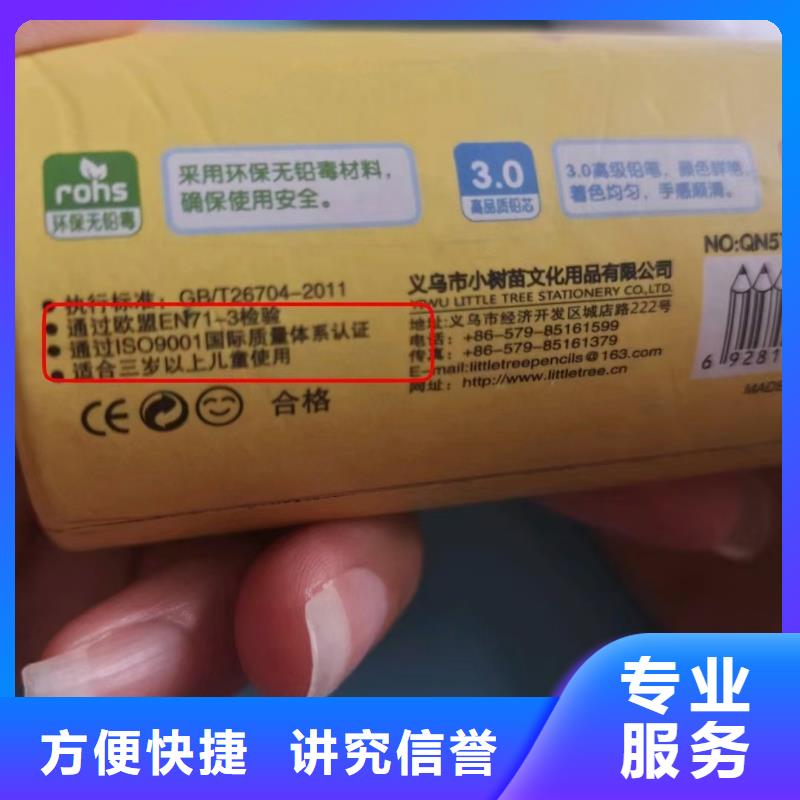 rohs
环保无铅毒
采用环保无铅毒材料,
确保使用安全.
3.0
高品质铅芯
3.0高级铅笔, 颜色鲜艳,
着色均匀, 手感顺滑.
执行标准: GB/T26704-2011
通过欧盟EN71-3检验
通过ISO9001国际质量体系认证
适合三岁以上儿童使用
CE
合格
义乌市小树苗文化用品有限公司
YIWU LITTLE TREE STATIONERY CO.,LTD
地址:义乌市经济开发区城店路222号
电话: +86-579-85161599
传真: +86-579-85161379
E-mail:littletreepencils@163.com
网址: http://www.littletree.cn
NO:QN57
6 9281
MADE
专业
服务
方便快捷 讲究信誉